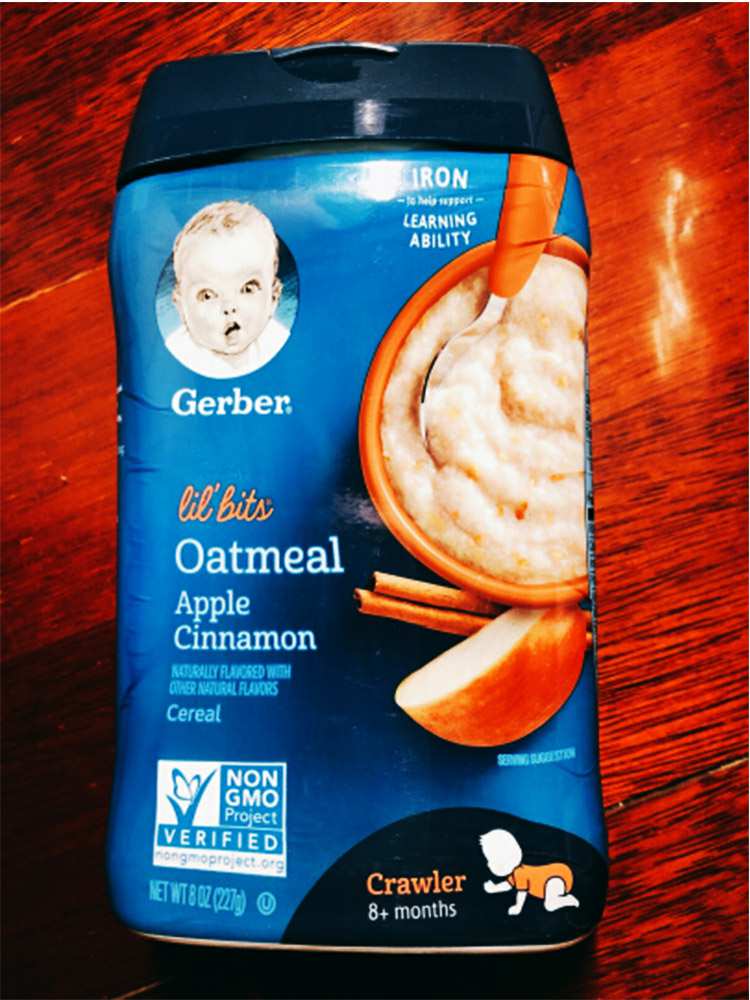 IRON
to help support
LEARNING
ABILITY
Gerber®
lil' bits®
Oatmeal
Apple
Cinnamon
NATURALLY FLAVORED WITH
OTHER NATURAL FLAVORS
Cereal
SERVING SUGGESTION
NON
GMO
Project
VERIFIED
nongmoproject.org
NET WT 8 OZ (227g) U
Crawler
8+ months